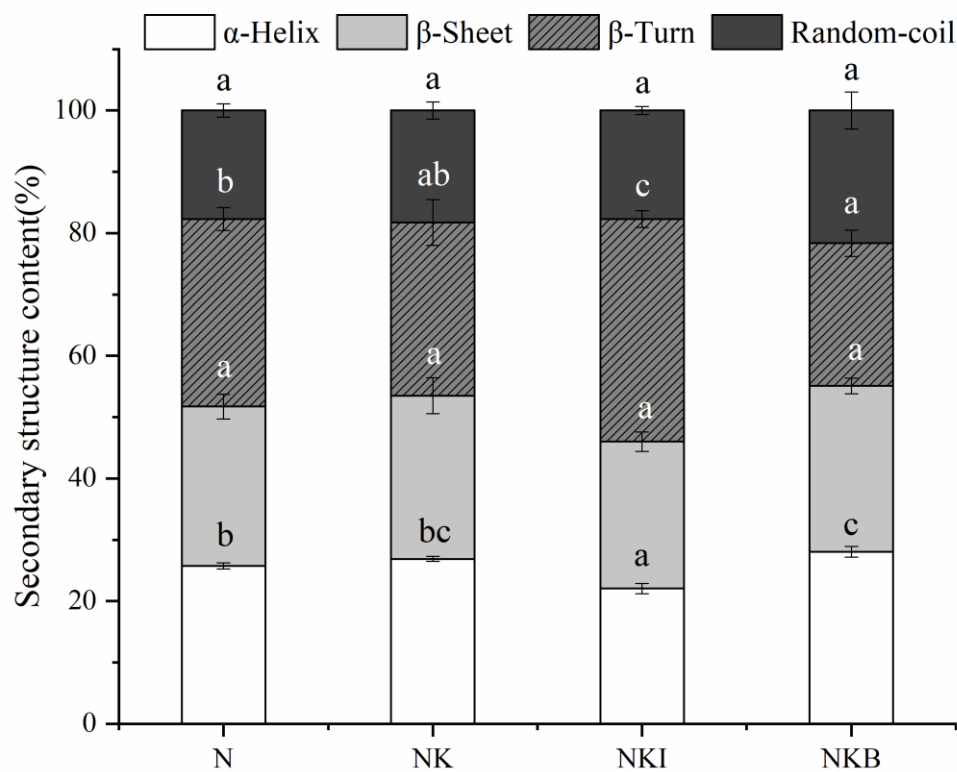 α-Helix β-Sheet β-Turn Random-coil
a a a a
100
b ab c a
80
a a a a
60
40
b bc a c
20
0
Secondary structure content(%)
N NK NKI NKB